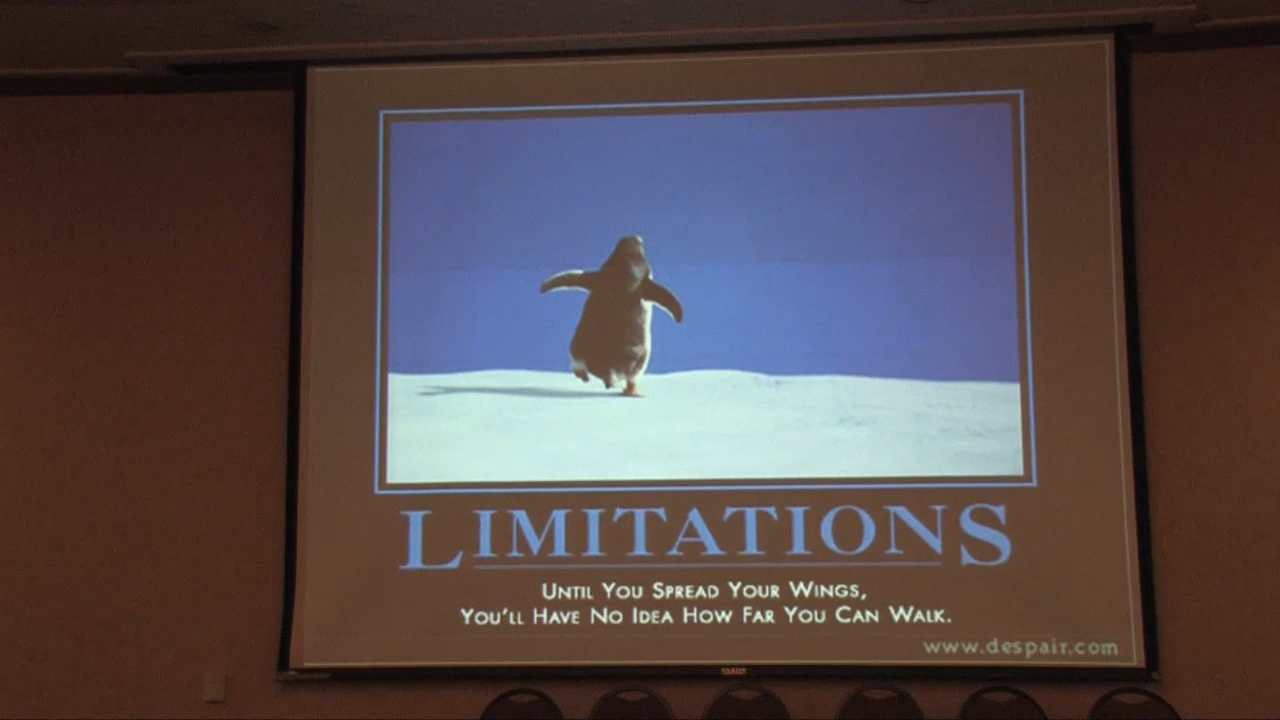 LIMITATIONS
UNTIL YOU SPREAD YOUR WINGS,
YOU'LL HAVE NO IDEA HOW FAR YOU CAN WALK.
www.despair.com